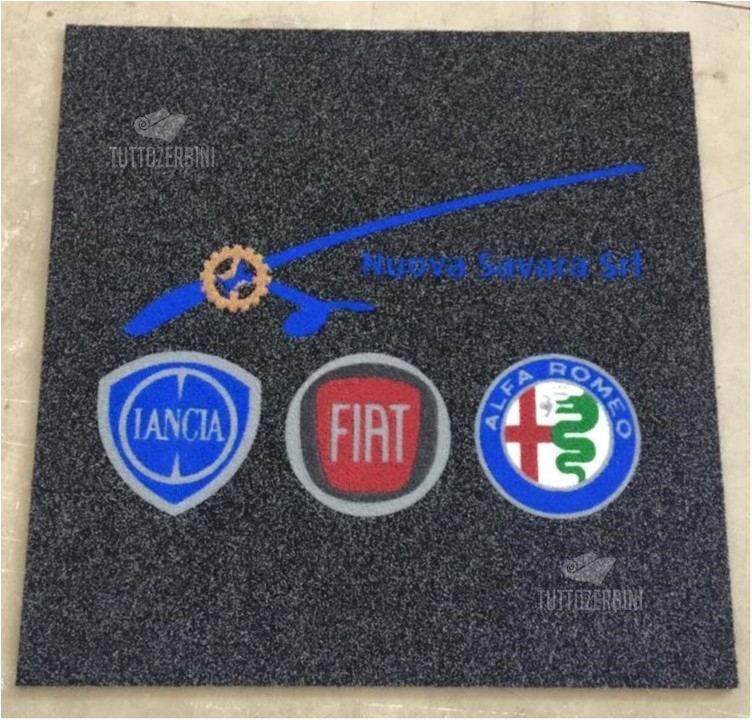 TUTTOZERBINI
Nuova Savara Srl
LANCIA
FIAT
ALFA ROMEO
TUTTOZERBINI